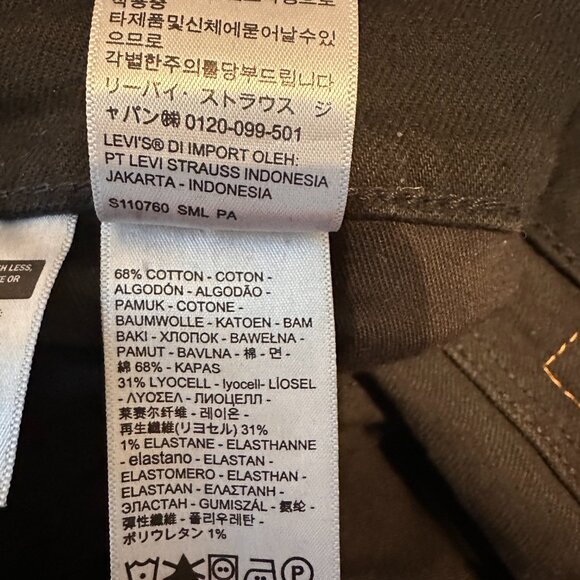 타제품및신체에묻어날수있
으므로
각별한주의를당부드립니다
リーバイ・ストラウス ジ
ャパン㈱ 0120-099-501
LEVI'S® DI IMPORT OLEH:
PT LEVI STRAUSS INDONESIA
JAKARTA - INDONESIA
S110760 SML PA
H LESS,
E OR
68% COTTON - COTON -
ALGODÓN - ALGODÃO -
PAMUK - COTONE -
BAUMWOLLE - KATOEN - BAM
BAKI - ХЛОПОК - BAWEŁNA -
PAMUT - BAVLNA - 棉 - 면 -
綿 68% - KAPAS
31% LYOCELL - lyocell- LÍOSEL
- ΛΥΟΣΕΛ - ЛИОЦЕЛЛ -
莱赛尔纤维 - 레이온 -
再生繊維(リヨセル) 31%
1% ELASTANE - ELASTHANNE
- elastano - ELASTAN -
ELASTOMERO - ELASTHAN -
ELASTAAN - ΕΛΑΣΤΑΝΗ -
ЭЛАСТАН - GUMISZÁL - 氨纶 -
彈性纖維 - 폴리우레탄 -
ポリウレタン 1%
P